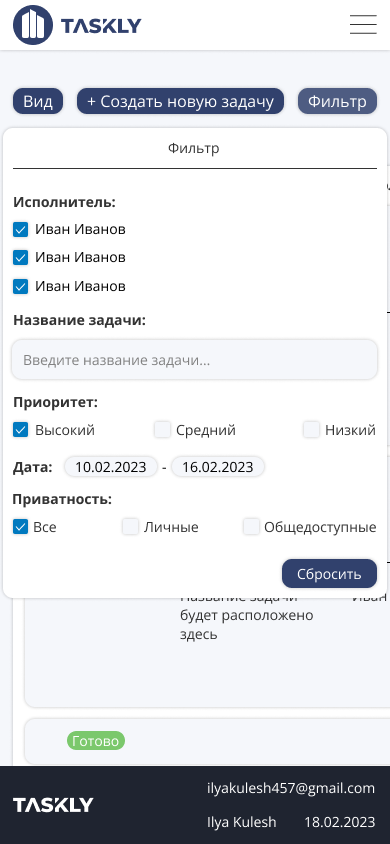 TASKLY
Вид
+ Создать новую задачу
Фильтр
Фильтр
Исполнитель:
Иван Иванов
Иван Иванов
Иван Иванов
Название задачи:
Введите название задачи...
Приоритет:
Высокий Средний Низкий
Дата: 10.02.2023 - 16.02.2023
Приватность:
Все Личные Общедоступные
Сбросить
Название задачи Иван
будет расположено
здесь
Готово
TASKLY
ilyakulesh457@gmail.com
Ilya Kulesh 18.02.2023